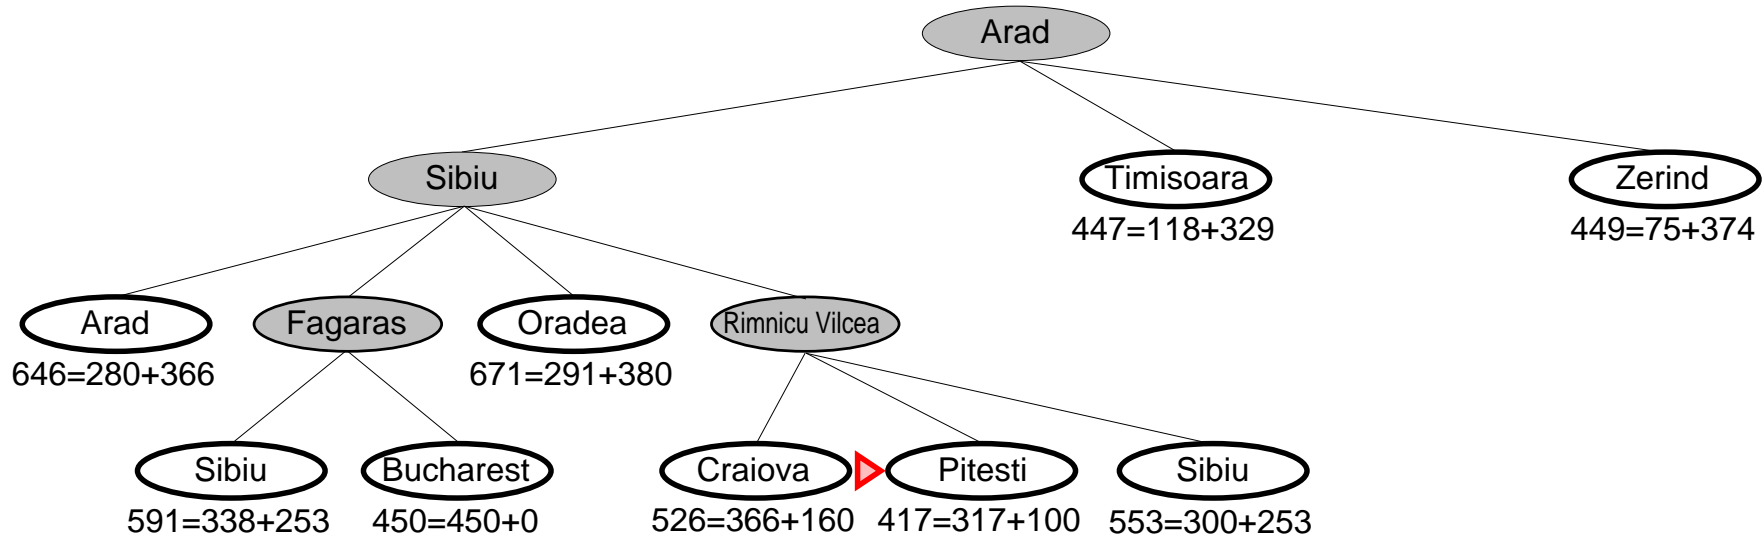 Arad
Sibiu
Timisoara
Zerind
447=118+329
449=75+374
Arad
Fagaras
Oradea
Rimnicu Vilcea
646=280+366
671=291+380
Sibiu
Bucharest
Craiova
Pitesti
Sibiu
591=338+253
450=450+0
526=366+160
417=317+100
553=300+253